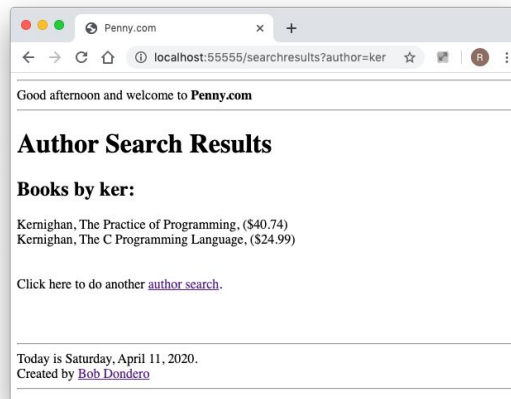 Penny.com
localhost:55555/searchresults?author=ker
R
Good afternoon and welcome to Penny.com
Author Search Results
Books by ker:
Kernighan, The Practice of Programming, ($40.74)
Kernighan, The C Programming Language, ($24.99)
Click here to do another author search.
Today is Saturday, April 11, 2020.
Created by Bob Dondero